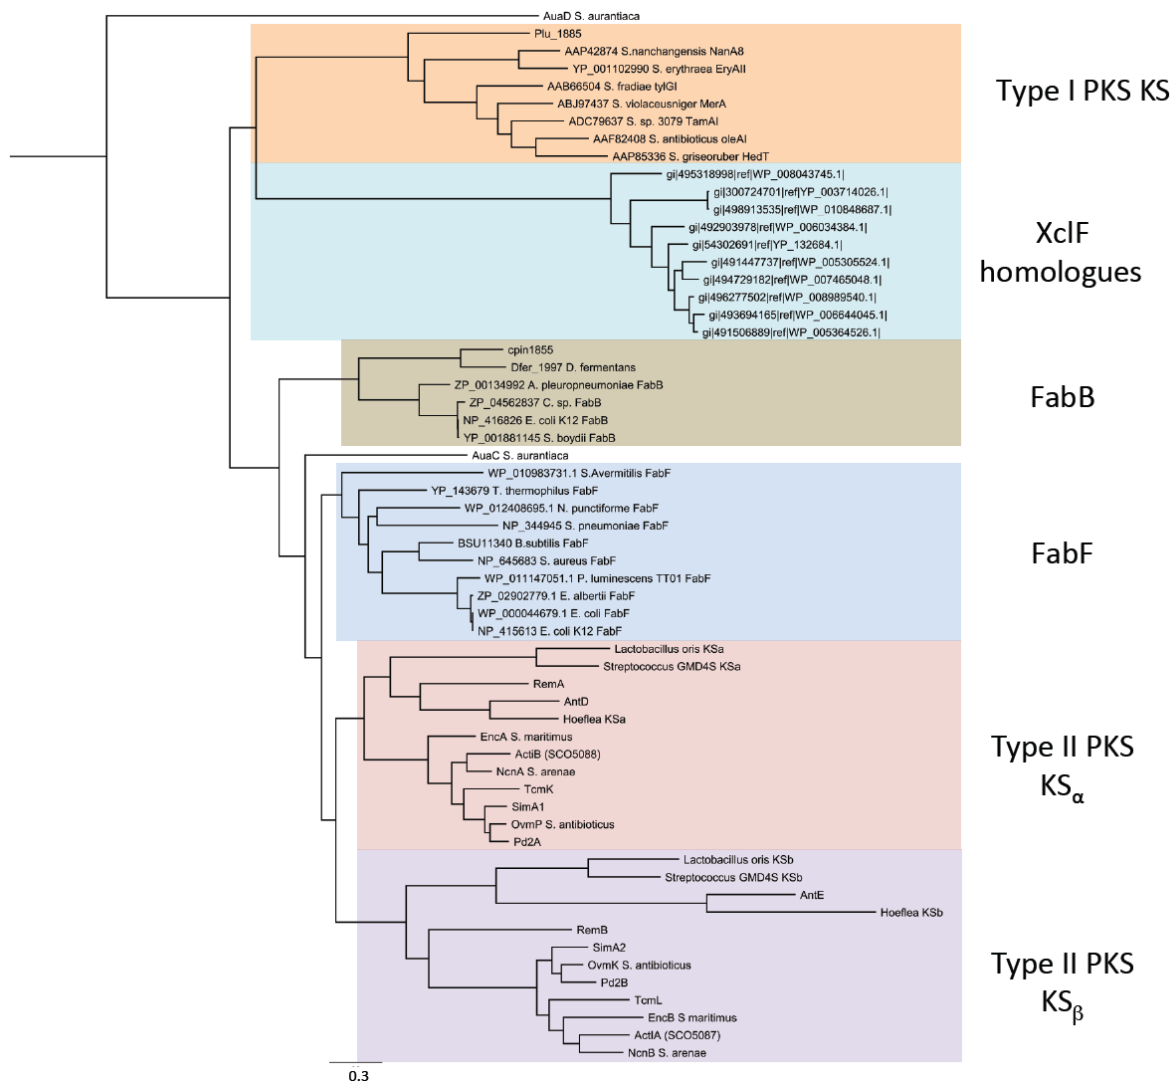 AuaD S. aurantiaca
Plu_1885
AAP42874 S.nanchangensis NanA8
YP_001102990 S. erythraea EryAII
AAB66504 S. fradiae tylGI
ABJ97437 S. violaceusniger MerA
ADC79637 S. sp. 3079 TamAI
AAF82408 S. antibioticus oleAI
AAP85336 S. griseoruber HedT
Type I PKS KS
gi|495318998|ref|WP_008043745.1|
gi|300724701|ref|YP_003714026.1|
gi|498913535|ref|WP_010848687.1|
gi|492903978|ref|WP_006034384.1|
gi|54302691|ref|YP_132684.1|
gi|491447737|ref|WP_005305524.1|
gi|494729182|ref|WP_007465048.1|
gi|496277502|ref|WP_008989540.1|
gi|493694165|ref|WP_006644045.1|
gi|491506889|ref|WP_005364526.1|
XclF
homologues
cpin1855
Dfer_1997 D. fermentans
ZP_00134992 A. pleuropneumoniae FabB
ZP_04562837 C. sp. FabB
NP_416826 E. coli K12 FabB
YP_001881145 S. boydii FabB
FabB
AuaC S. aurantiaca
WP_010983731.1 S.Avermitilis FabF
YP_143679 T. thermophilus FabF
WP_012408695.1 N. punctiforme FabF
NP_344945 S. pneumoniae FabF
BSU11340 B.subtilis FabF
NP_645683 S. aureus FabF
WP_011147051.1 P. luminescens TT01 FabF
ZP_02902779.1 E. albertii FabF
WP_000044679.1 E. coli FabF
NP_415613 E. coli K12 FabF
FabF
Lactobacillus oris KSa
Streptococcus GMD4S KSa
RemA
AntD
Hoeflea KSa
EncA S. maritimus
ActiB (SCO5088)
NcnA S. arenae
TcmK
SimA1
OvmP S. antibioticus
Pd2A
Type II PKS
KSα
Lactobacillus oris KSb
Streptococcus GMD4S KSb
AntE
Hoeflea KSb
RemB
SimA2
OvmK S. antibioticus
Pd2B
TcmL
EncB S maritimus
ActIA (SCO5087)
NcnB S. arenae
Type II PKS
KSβ
0.3